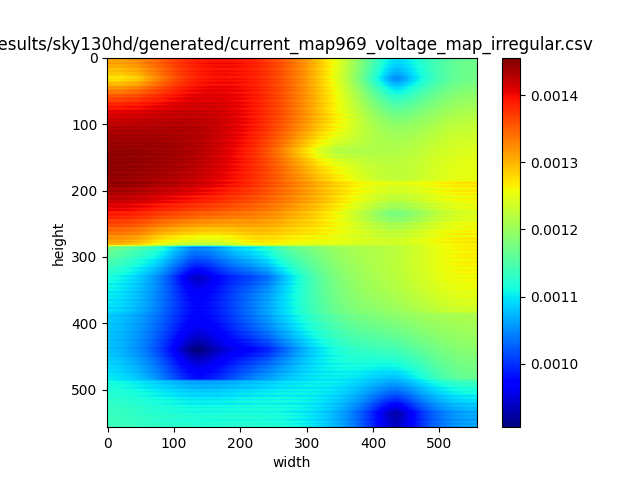 esults/sky130hd/generated/current_map969_voltage_map_irregular.csv
0
100
200
300
400
500
height
0 100 200 300 400 500
width
0.0014
0.0013
0.0012
0.0011
0.0010